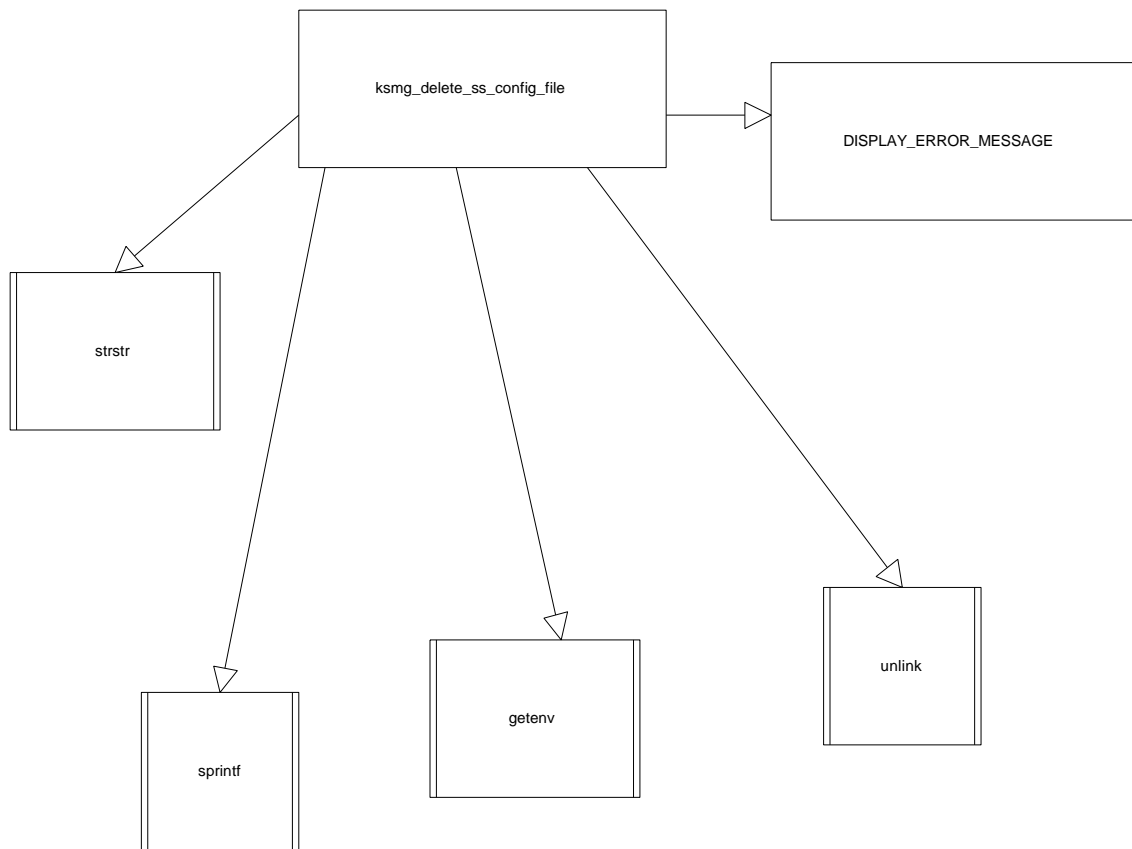 ksmg_delete_ss_config_file
DISPLAY_ERROR_MESSAGE
strstr
unlink
getenv
sprintf